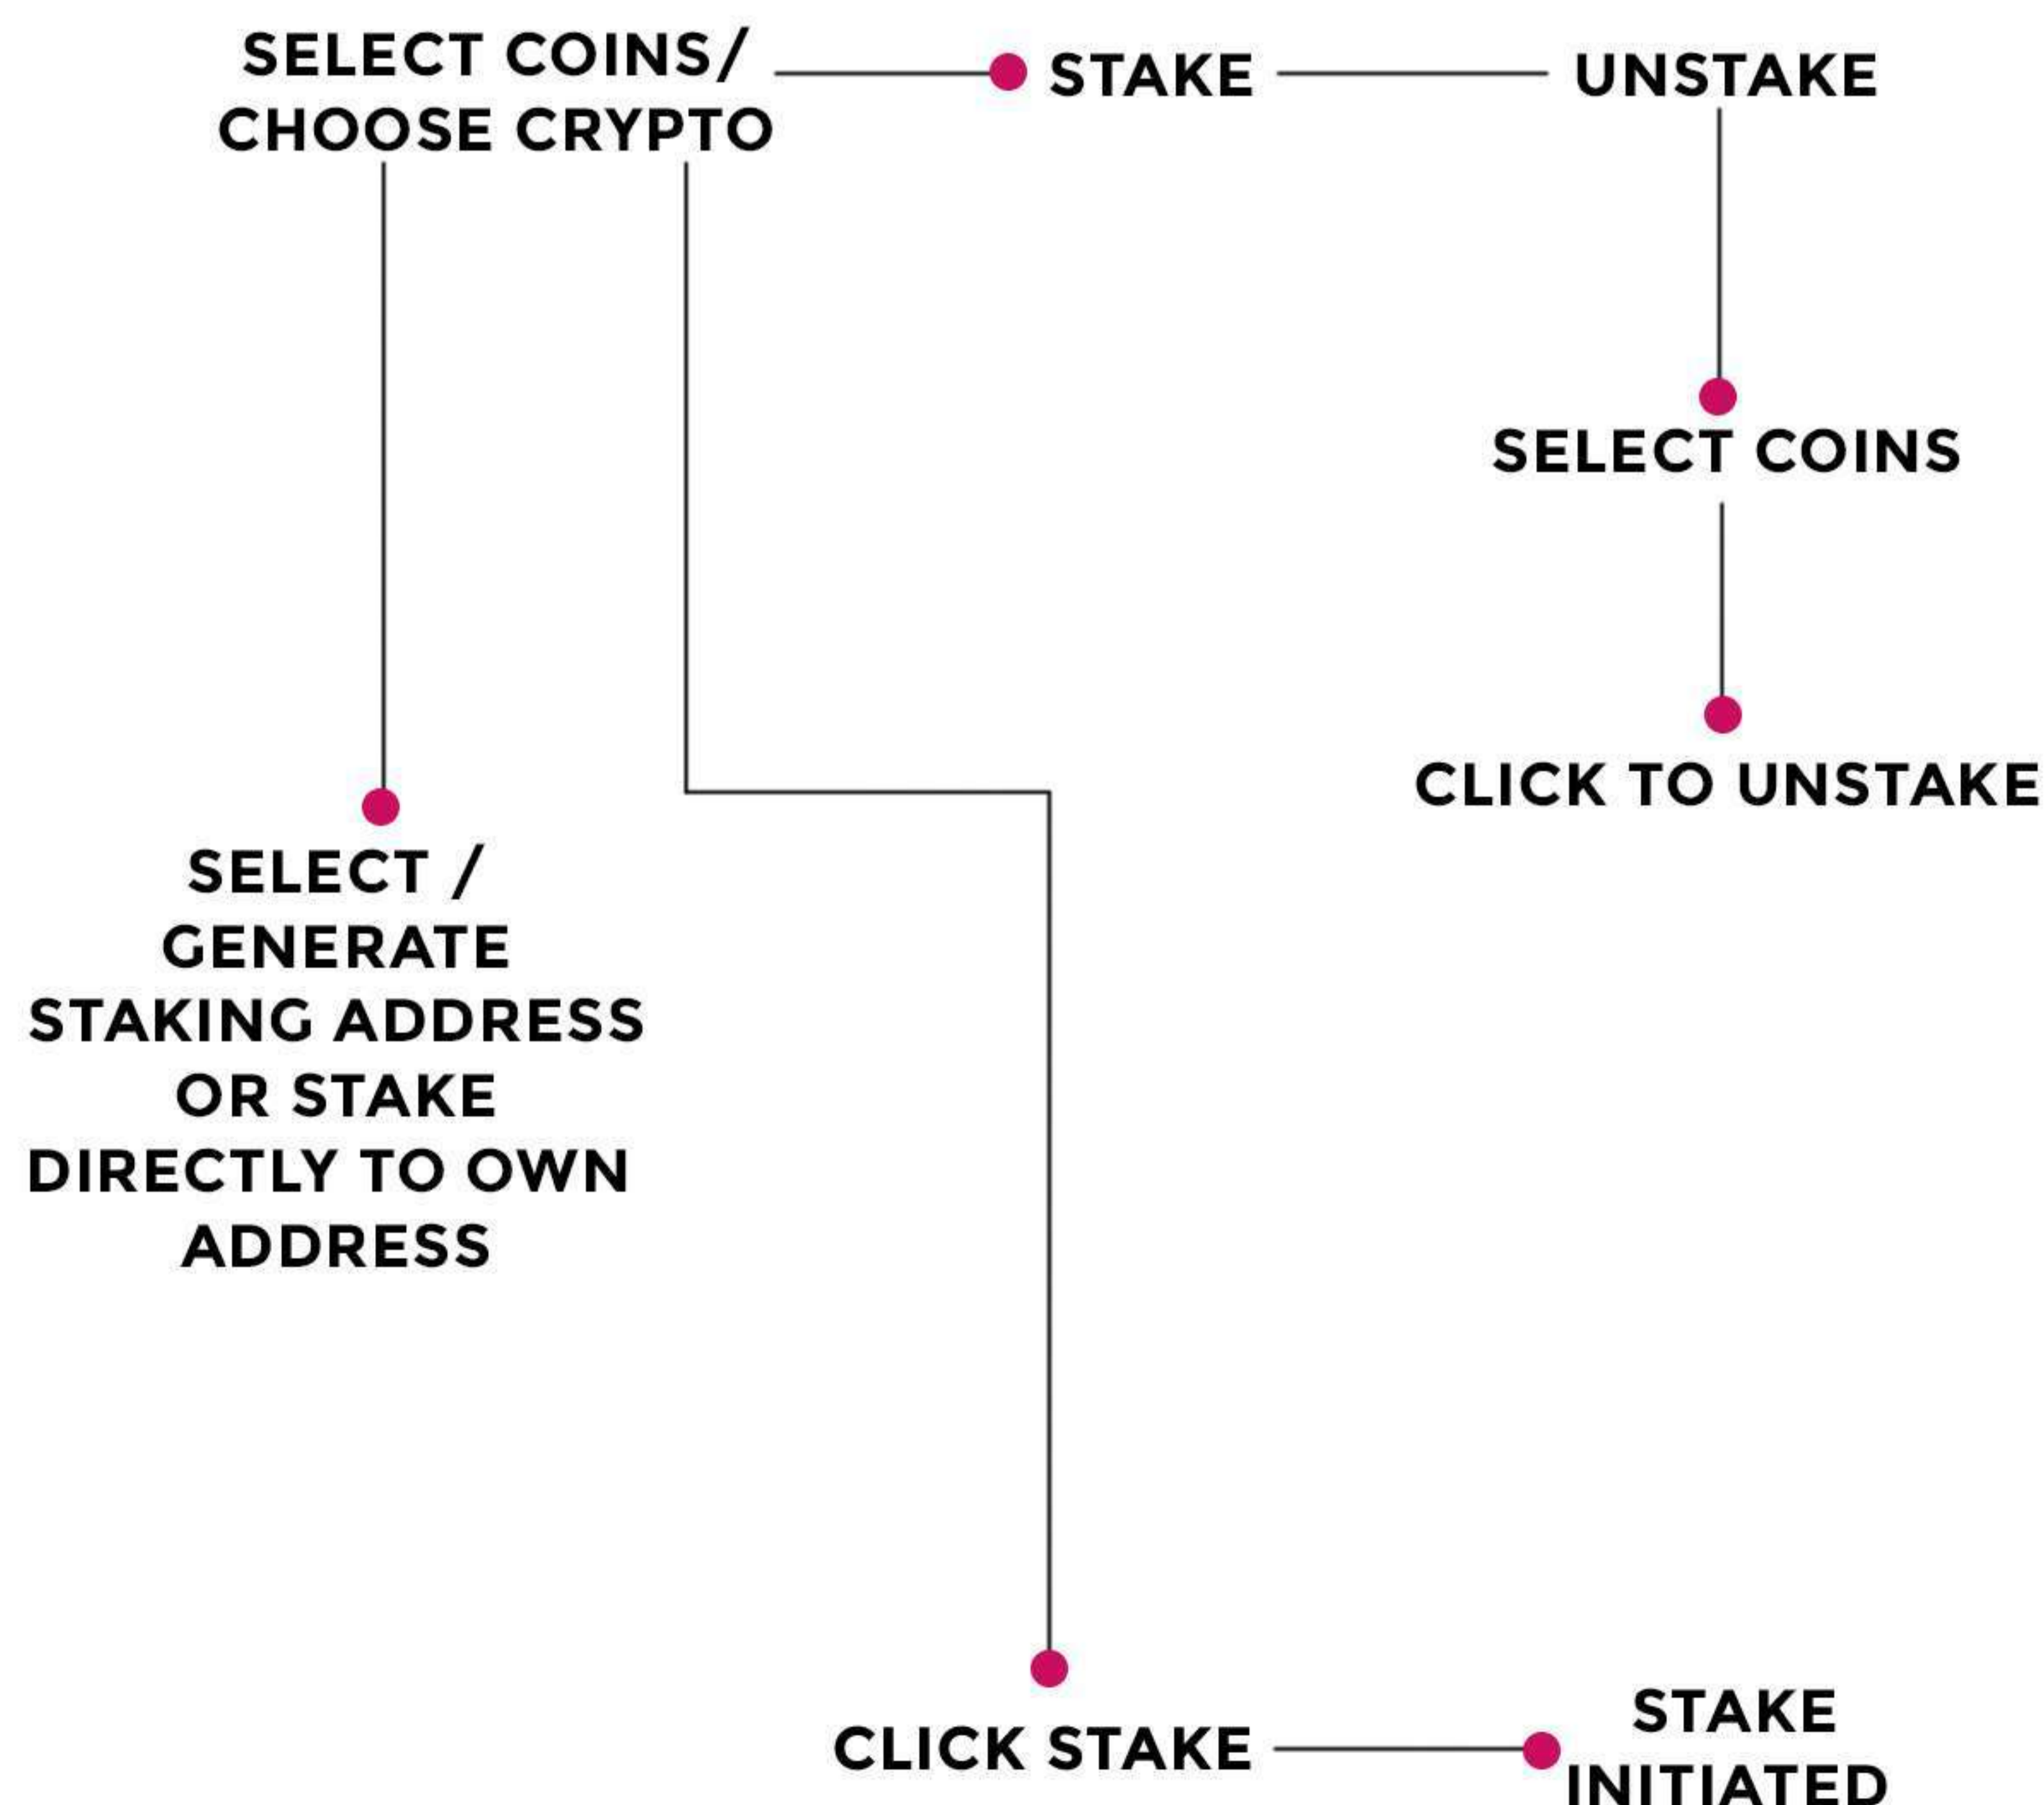 SELECT COINS/
CHOOSE CRYPTO
STAKE
UNSTAKE
SELECT COINS
CLICK TO UNSTAKE
SELECT /
GENERATE
STAKING ADDRESS
OR STAKE
DIRECTLY TO OWN
ADDRESS
CLICK STAKE
STAKE
INITIATED